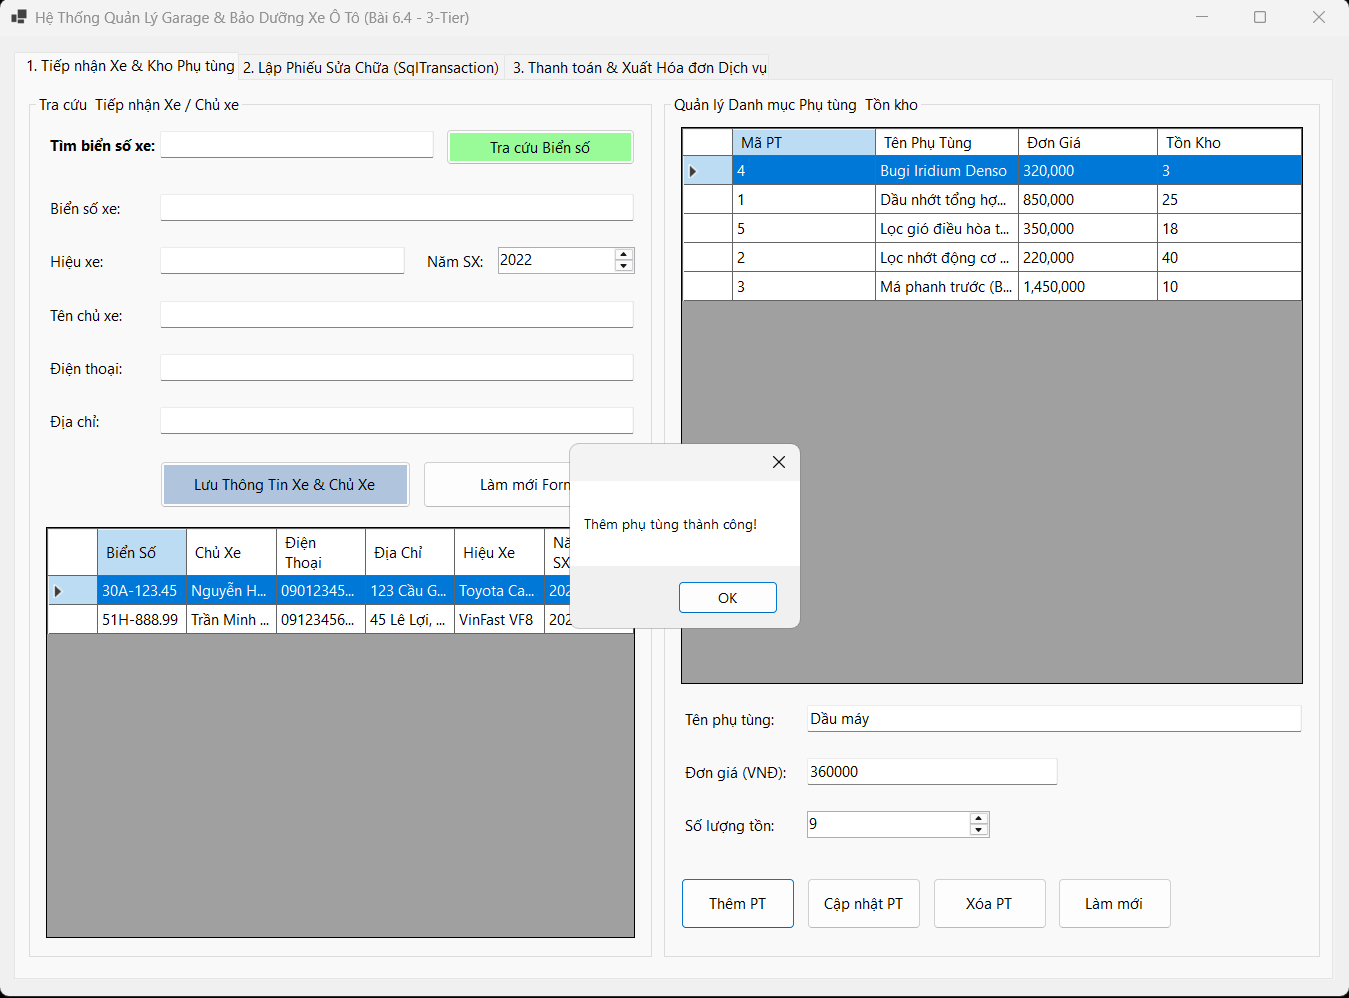 Hệ Thống Quản Lý Garage & Bảo Dưỡng Xe Ô Tô (Bài 6.4 - 3-Tier)
1. Tiếp nhận Xe & Kho Phụ tùng
2. Lập Phiếu Sửa Chữa (SqlTransaction)
3. Thanh toán & Xuất Hóa đơn Dịch vụ
Tra cứu  Tiếp nhận Xe / Chủ xe
Tìm biển số xe:
Tra cứu Biển số
Biển số xe:
Hiệu xe:
Năm SX: 2022
Tên chủ xe:
Điện thoại:
Địa chỉ:
Lưu Thông Tin Xe & Chủ Xe
Làm mới Form
Biển Số Chủ Xe Điện Thoại Địa Chỉ Hiệu Xe Nă SX
30A-123.45 Nguyễn H... 09012345... 123 Cầu G... Toyota Ca... 202
51H-888.99 Trần Minh ... 09123456... 45 Lê Lợi, ... VinFast VF8 202
Quản lý Danh mục Phụ tùng  Tồn kho
Mã PT Tên Phụ Tùng Đơn Giá Tồn Kho
4 Bugi Iridium Denso 320,000 3
1 Dầu nhớt tổng hợ... 850,000 25
5 Lọc gió điều hòa t... 350,000 18
2 Lọc nhớt động cơ ... 220,000 40
3 Má phanh trước (B... 1,450,000 10
Thêm phụ tùng thành công!
OK
Tên phụ tùng: Dầu máy
Đơn giá (VNĐ): 360000
Số lượng tồn: 9
Thêm PT
Cập nhật PT
Xóa PT
Làm mới